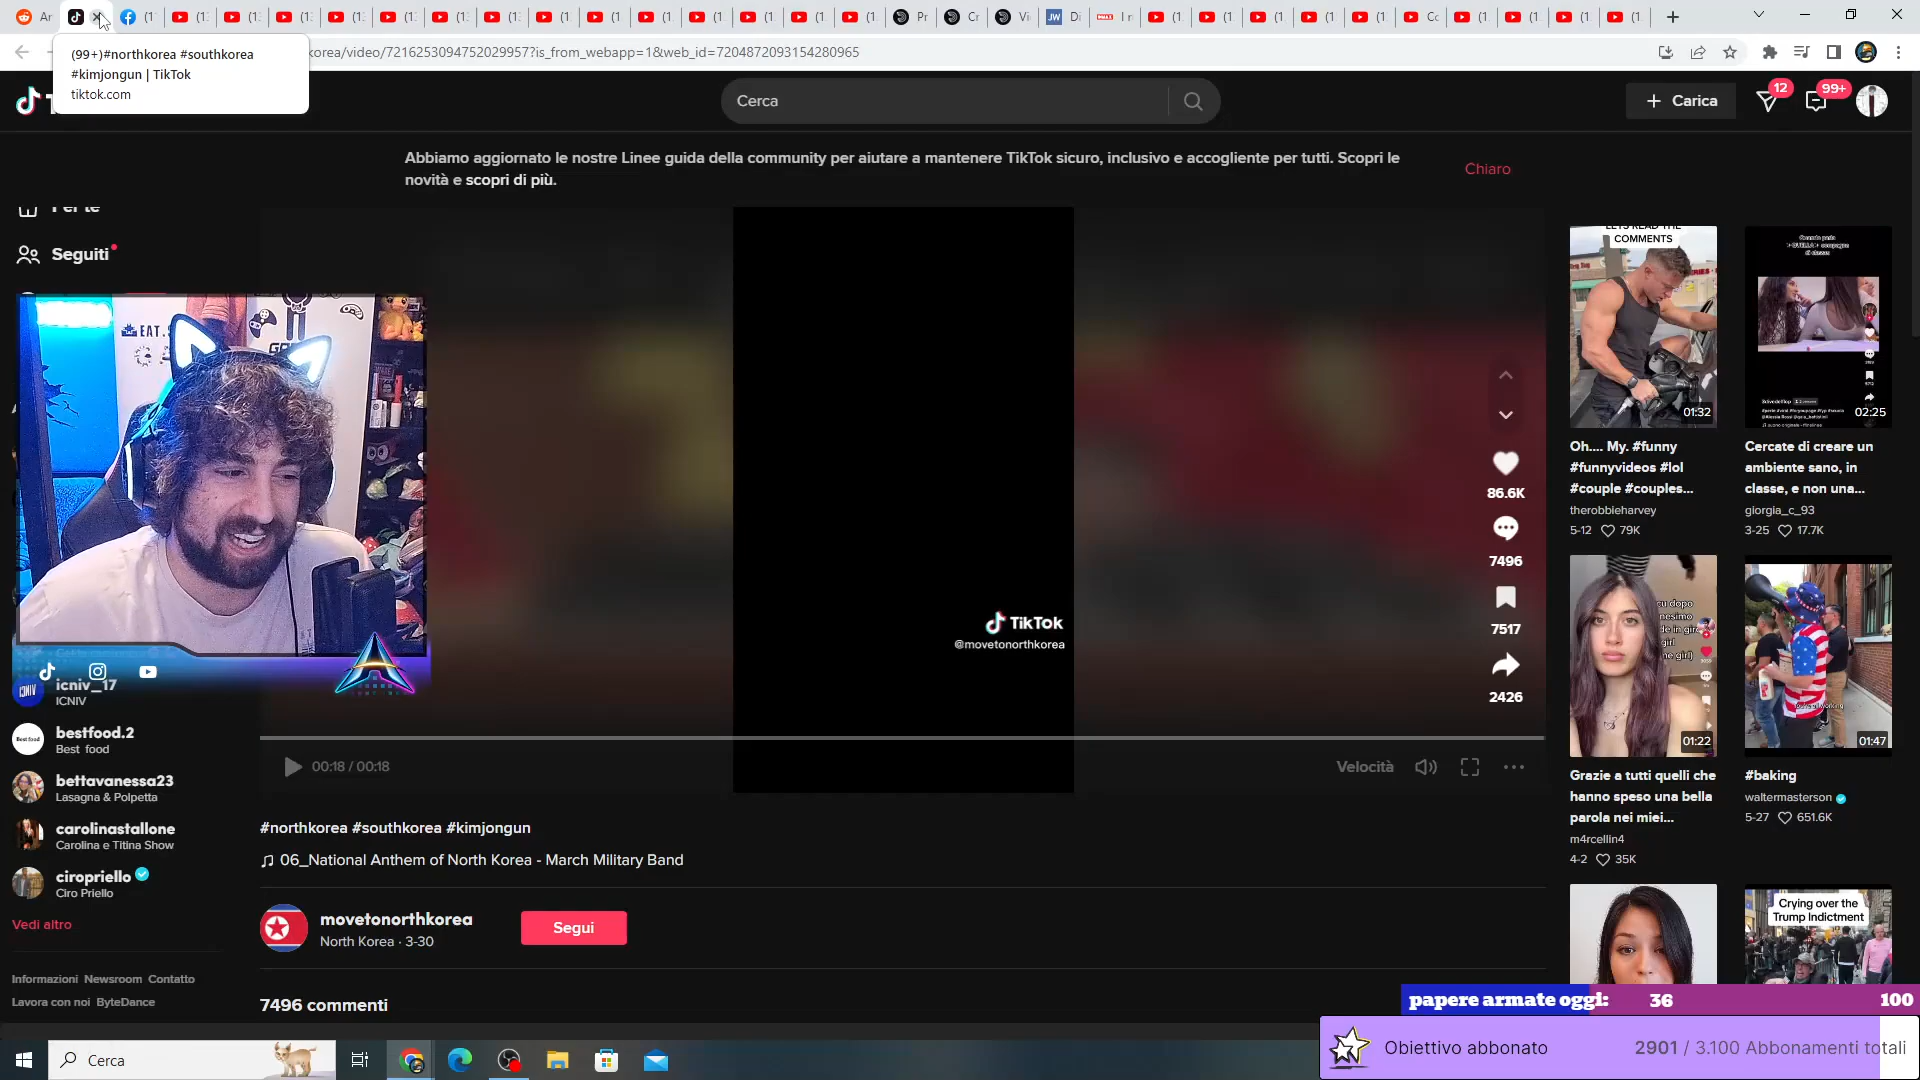 (99+)#northkorea #southkorea
#kimjongun | TikTok
tiktok.com
korea/video/7216253094752029957?is_from_webapp=1&web_id=7204872093154280965
Cerca
Carica
12
99+
Abbiamo aggiornato le nostre Linee guida della community per aiutare a mantenere TikTok sicuro, inclusivo e accogliente per tutti. Scopri le
novità e scopri di più.
Chiaro
Per te
Seguiti
EAT.
TikTok
@movetonorthkorea
86.6K
7496
7517
2426
00:18 / 00:18
Velocità
#northkorea #southkorea #kimjongun
06_National Anthem of North Korea - March Military Band
movetonorthkorea
North Korea · 3-30
Segui
7496 commenti
icniv_17
ICNIV
bestfood.2
Best food
bettavanessa23
Lasagna & Polpetta
carolinastallone
Carolina e Titina Show
ciropriello
Ciro Priello
Vedi altro
Informazioni Newsroom Contatto
Lavora con noi ByteDance
LETS READ THE
COMMENTS
01:32
Oh.... My. #funny
#funnyvideos #lol
#couple #couples...
therobbieharvey
5-12 79K
02:25
Cercate di creare un
ambiente sano, in
classe, e non una...
giorgia_c_93
3-25 17.7K
01:22
Grazie a tutti quelli che
hanno speso una bella
parola nei miei...
m4rcellin4
4-2 35K
01:47
#baking
waltermasterson
5-27 651.6K
Crying over the
Trump Indictment
papere armate oggi: 36 100
Obiettivo abbonato 2901 / 3.100 Abbonamenti totali
Cerca